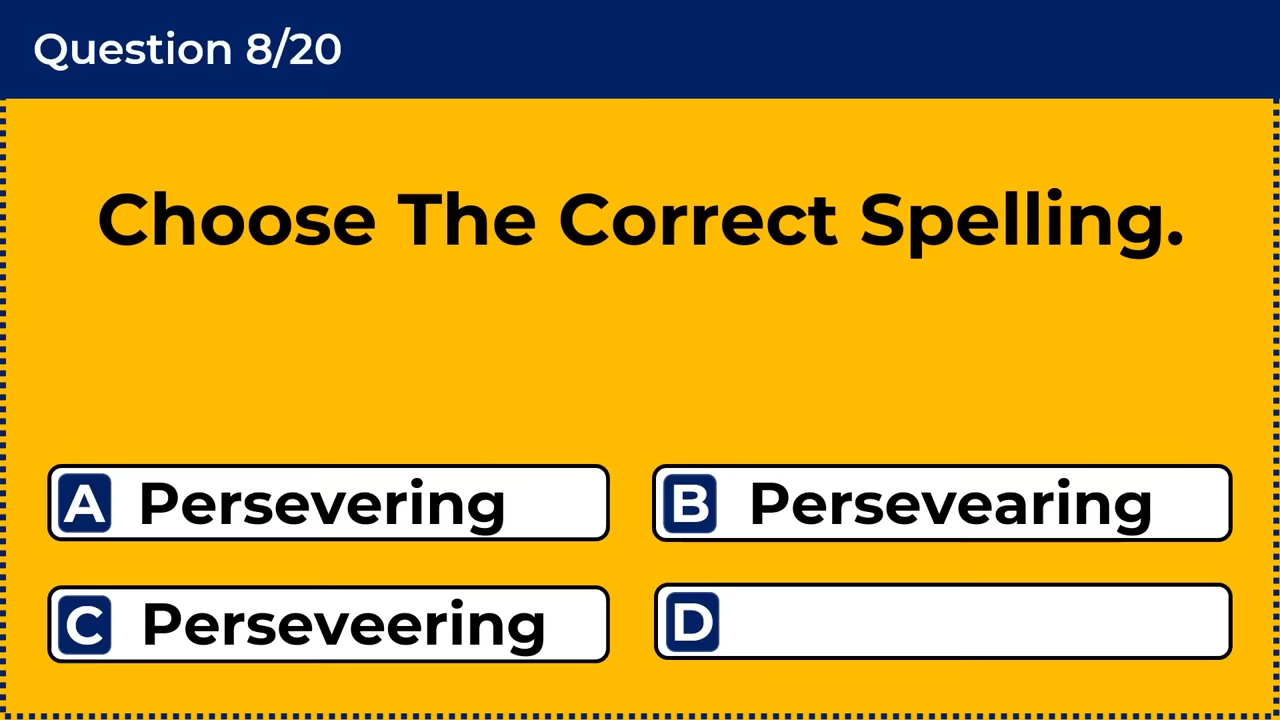 Question 8/20
Choose The Correct Spelling.
A Persevering
B Persevearing
C Perseveering
D